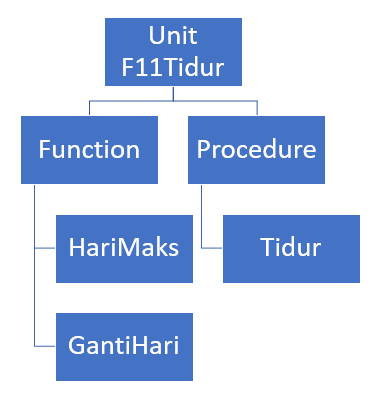 Unit
F11Tidur
Function
Procedure
HariMaks
Tidur
GantiHari